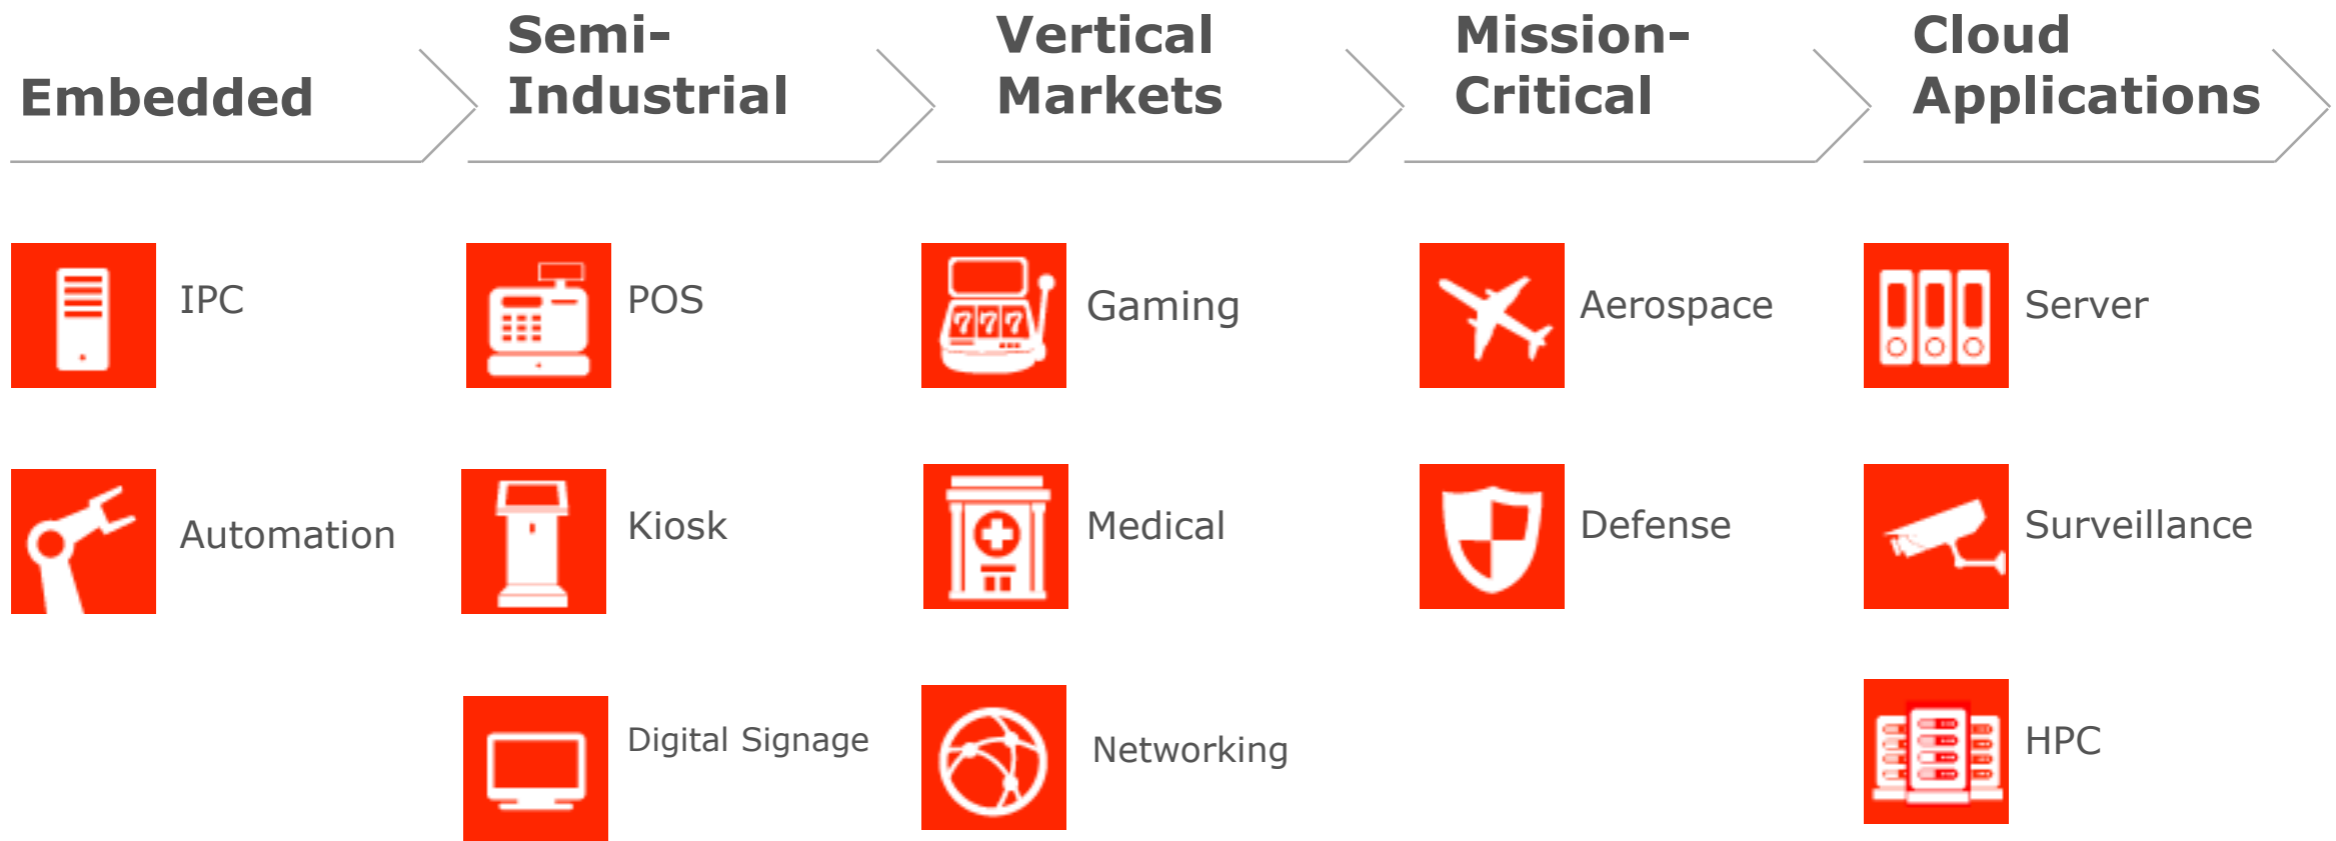 Embedded
Semi-
Industrial
Vertical
Markets
Mission-
Critical
Cloud
Applications
IPC
POS
Gaming
Aerospace
Server
Automation
Kiosk
Medical
Defense
Surveillance
Digital Signage
Networking
HPC
777